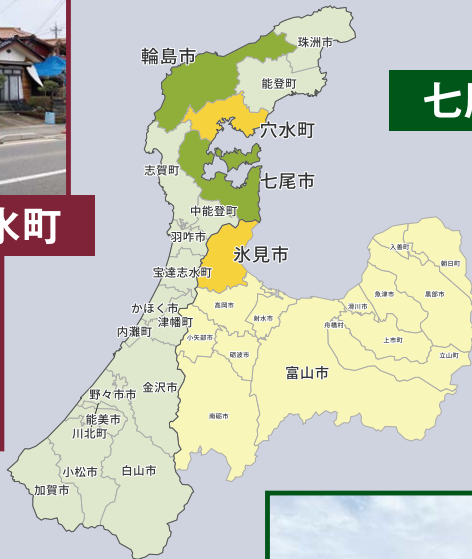 珠洲市
輪島市
能登町
七
穴水町
志賀町
七尾市
中能登町
水町
羽咋市
氷見市
入善町
朝日町
宝達志水町
魚津市
黒部市
高岡市
滑川市
かほく市
射水市
津幡町
舟橋村
内灘町
小矢部市
上市町
砺波市
立山町
富山市
金沢市
野々市市
南砺市
能美市
川北町
小松市
白山市
加賀市